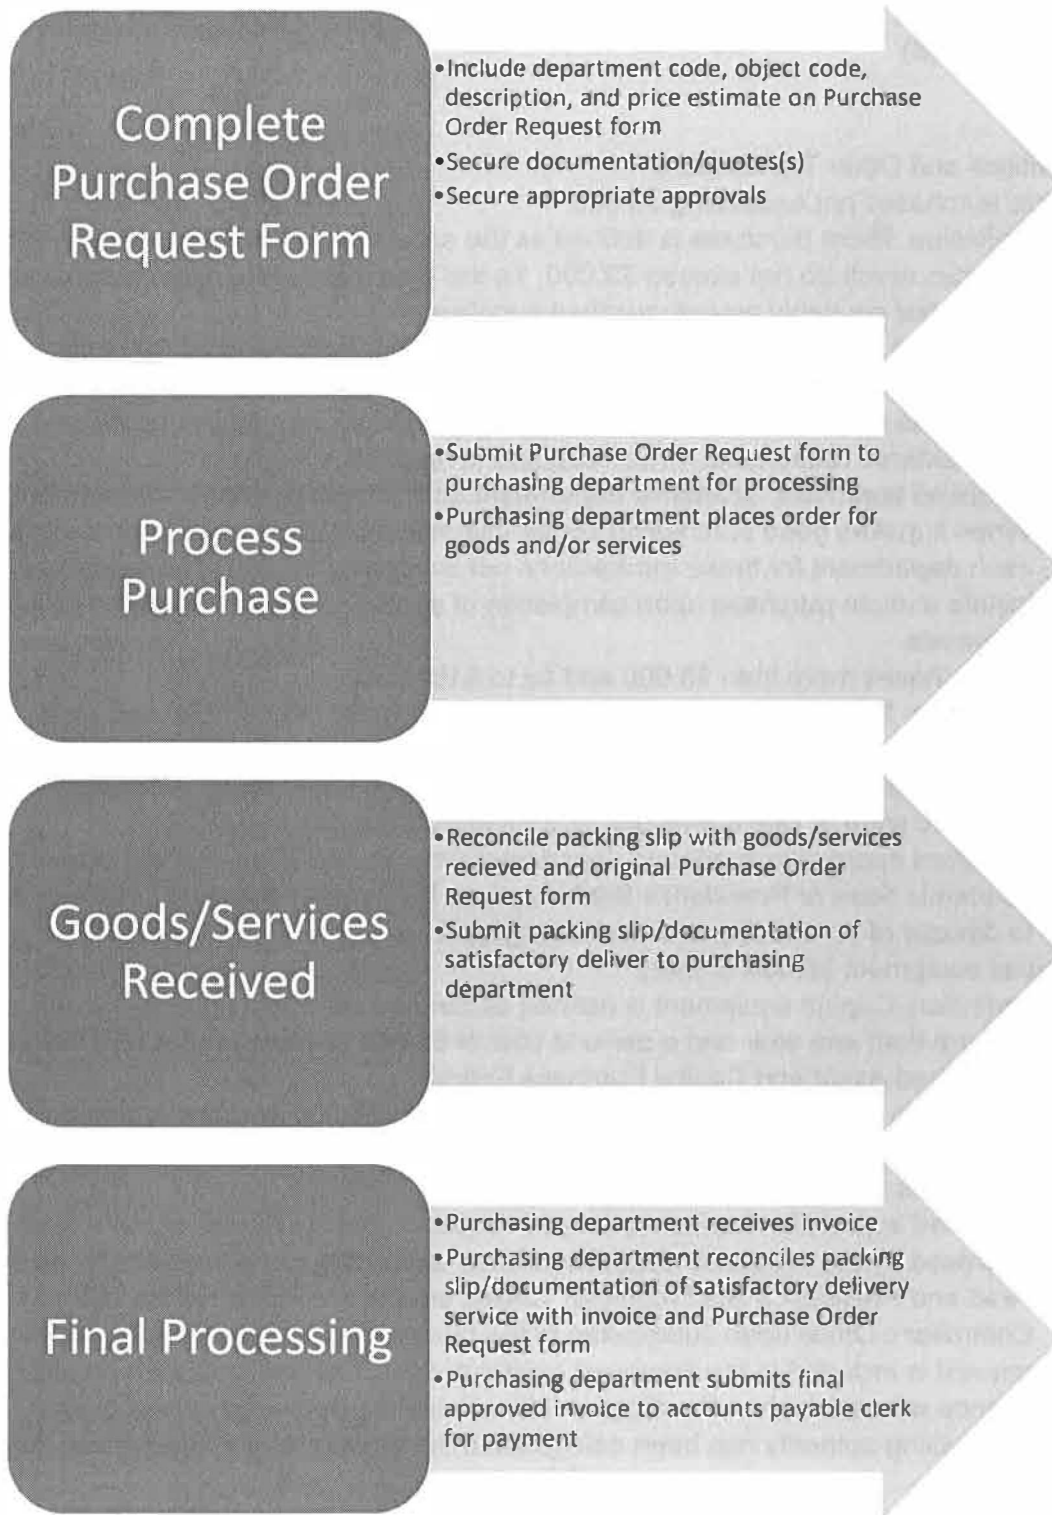 Complete
Purchase Order
Request Form
•Include department code, object code,
description, and price estimate on Purchase
Order Request form
•Secure documentation/quotes(s)
•Secure appropriate approvals
Process
Purchase
•Submit Purchase Order Request form to
purchasing department for processing
•Purchasing department places order for
goods and/or services
Goods/Services
Received
•Reconcile packing slip with goods/services
recieved and original Purchase Order
Request form
•Submit packing slip/documentation of
satisfactory deliver to purchasing
department
Final Processing
•Purchasing department receives invoice
•Purchasing department reconciles packing
slip/documentation of satisfactory delivery
service with invoice and Purchase Order
Request form
•Purchasing department submits final
approved invoice to accounts payable clerk
for payment